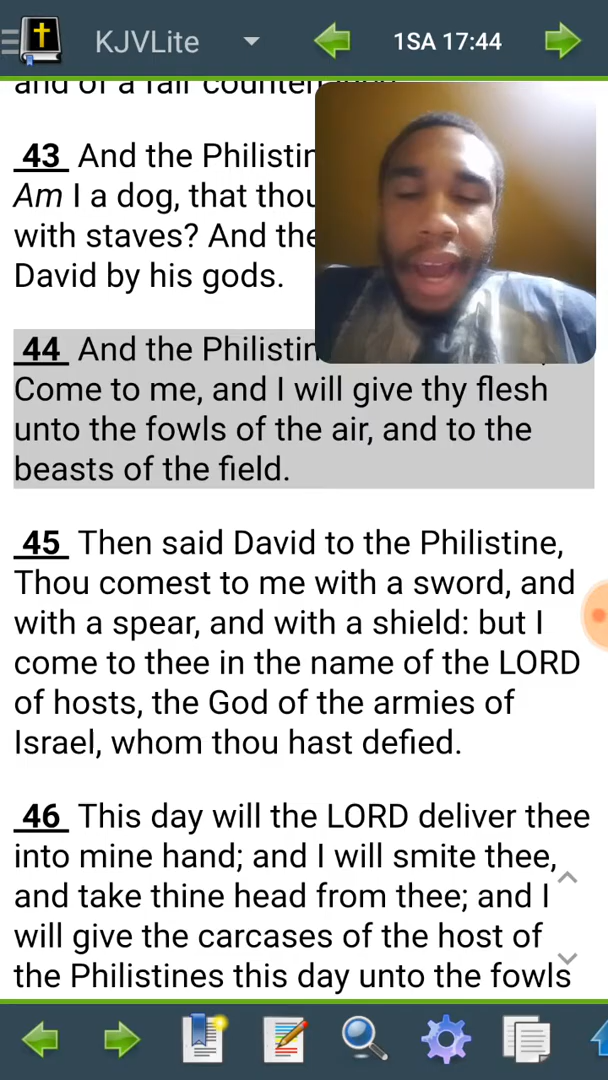 KJVLite
1SA 17:44
and of a fair
43 And the
Am I a dog, that
with staves? And
David by his gods.
44 And the
Come to me, and I will give thy flesh
unto the fowls of the air, and to the
beasts of the field.
45 Then said David to the Philistine,
Thou comest to me with a sword, and
with a spear, and with a shield: but I
come to thee in the name of the LORD
of hosts, the God of the armies of
Israel, whom thou hast defied.
46 This day will the LORD deliver thee
into mine hand; and I will smite thee,
and take thine head from thee; and I
will give the carcases of the host of
the Philistines this day unto the fowls